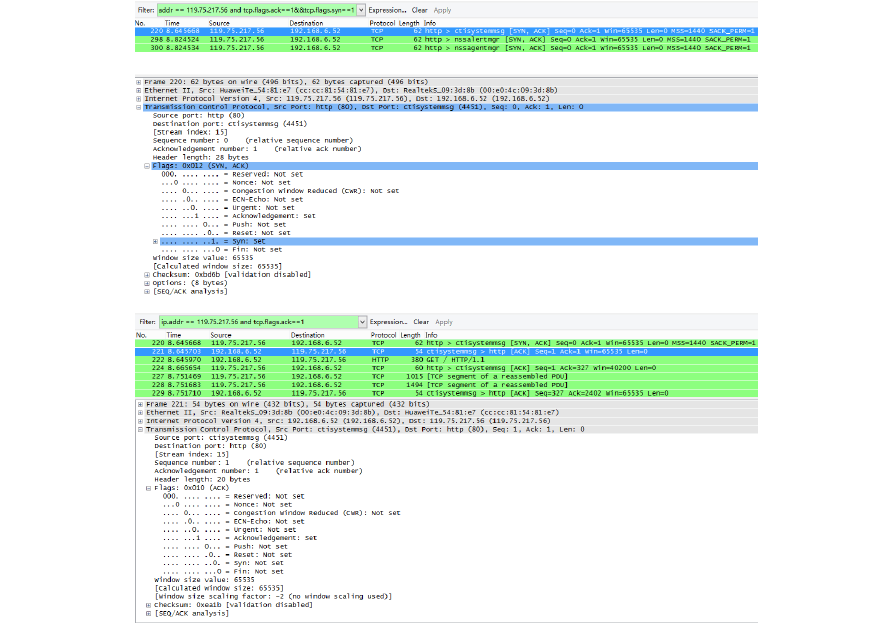 Filter: addr == 119.75.217.56 and tcp.flags.ack==1&&tcp.flags.syn==1 Expression... Clear Apply
No. Time Source Destination Protocol Length Info
220 8.645668 119.75.217.56 192.168.6.52 TCP 62 http > ctisystemmsg [SYN, ACK] Seq=0 Ack=1 Win=65535 Len=0 MSS=1440 SACK_PERM=1
298 8.824524 119.75.217.56 192.168.6.52 TCP 62 http > nssalertmgr [SYN, ACK] Seq=0 Ack=1 Win=65535 Len=0 MSS=1440 SACK_PERM=1
300 8.824534 119.75.217.56 192.168.6.52 TCP 62 http > nssagentmgr [SYN, ACK] Seq=0 Ack=1 Win=65535 Len=0 MSS=1440 SACK_PERM=1
Frame 220: 62 bytes on wire (496 bits), 62 bytes captured (496 bits)
Ethernet II, Src: HuaweiTe_54:81:e7 (cc:cc:81:54:81:e7), Dst: RealtekS_09:3d:8b (00:e0:4c:09:3d:8b)
Internet Protocol Version 4, Src: 119.75.217.56 (119.75.217.56), Dst: 192.168.6.52 (192.168.6.52)
Transmission Control Protocol, Src Port: http (80), Dst Port: ctisystemmsg (4451), Seq: 0, Ack: 1, Len: 0
Source port: http (80)
Destination port: ctisystemmsg (4451)
[Stream index: 15]
Sequence number: 0 (relative sequence number)
Acknowledgement number: 1 (relative ack number)
Header length: 28 bytes
Flags: 0x012 (SYN, ACK)
000. .... .... = Reserved: Not set
...0 .... .... = Nonce: Not set
.... 0... .... = Congestion Window Reduced (CWR): Not set
.... .0.. .... = ECN-Echo: Not set
.... ..0. .... = Urgent: Not set
.... ...1 .... = Acknowledgement: Set
.... .... 0... = Push: Not set
.... .... .0.. = Reset: Not set
.... .... ..1. = Syn: Set
.... .... ...0 = Fin: Not set
Window size value: 65535
[Calculated window size: 65535]
Checksum: 0xbd6b [validation disabled]
Options: (8 bytes)
[SEQ/ACK analysis]
Filter: ip.addr == 119.75.217.56 and tcp.flags.ack==1 Expression... Clear Apply
No. Time Source Destination Protocol Length Info
220 8.645668 119.75.217.56 192.168.6.52 TCP 62 http > ctisystemmsg [SYN, ACK] Seq=0 Ack=1 Win=65535 Len=0 MSS=1440 SACK_PERM=1
221 8.645703 192.168.6.52 119.75.217.56 TCP 54 ctisystemmsg > http [ACK] Seq=1 Ack=1 Win=65535 Len=0
222 8.645970 192.168.6.52 119.75.217.56 HTTP 380 GET / HTTP/1.1
224 8.665654 119.75.217.56 192.168.6.52 TCP 60 http > ctisystemmsg [ACK] Seq=1 Ack=327 Win=40200 Len=0
227 8.751469 119.75.217.56 192.168.6.52 TCP 1015 [TCP segment of a reassembled PDU]
228 8.751683 119.75.217.56 192.168.6.52 TCP 1494 [TCP segment of a reassembled PDU]
229 8.751710 192.168.6.52 119.75.217.56 TCP 54 ctisystemmsg > http [ACK] Seq=327 Ack=2402 Win=65535 Len=0
Frame 221: 54 bytes on wire (432 bits), 54 bytes captured (432 bits)
Ethernet II, Src: RealtekS_09:3d:8b (00:e0:4c:09:3d:8b), Dst: HuaweiTe_54:81:e7 (cc:cc:81:54:81:e7)
Internet Protocol Version 4, Src: 192.168.6.52 (192.168.6.52), Dst: 119.75.217.56 (119.75.217.56)
Transmission Control Protocol, Src Port: ctisystemmsg (4451), Dst Port: http (80), Seq: 1, Ack: 1, Len: 0
Source port: ctisystemmsg (4451)
Destination port: http (80)
[Stream index: 15]
Sequence number: 1 (relative sequence number)
Acknowledgement number: 1 (relative ack number)
Header length: 20 bytes
Flags: 0x010 (ACK)
000. .... .... = Reserved: Not set
...0 .... .... = Nonce: Not set
.... 0... .... = Congestion Window Reduced (CWR): Not set
.... .0.. .... = ECN-Echo: Not set
.... ..0. .... = Urgent: Not set
.... ...1 .... = Acknowledgement: Set
.... .... 0... = Push: Not set
.... .... .0.. = Reset: Not set
.... .... ..0. = Syn: Not set
.... .... ...0 = Fin: Not set
Window size value: 65535
[Calculated window size: 65535]
[Window size scaling factor: -2 (no window scaling used)]
Checksum: 0xea1b [validation disabled]
[SEQ/ACK analysis]